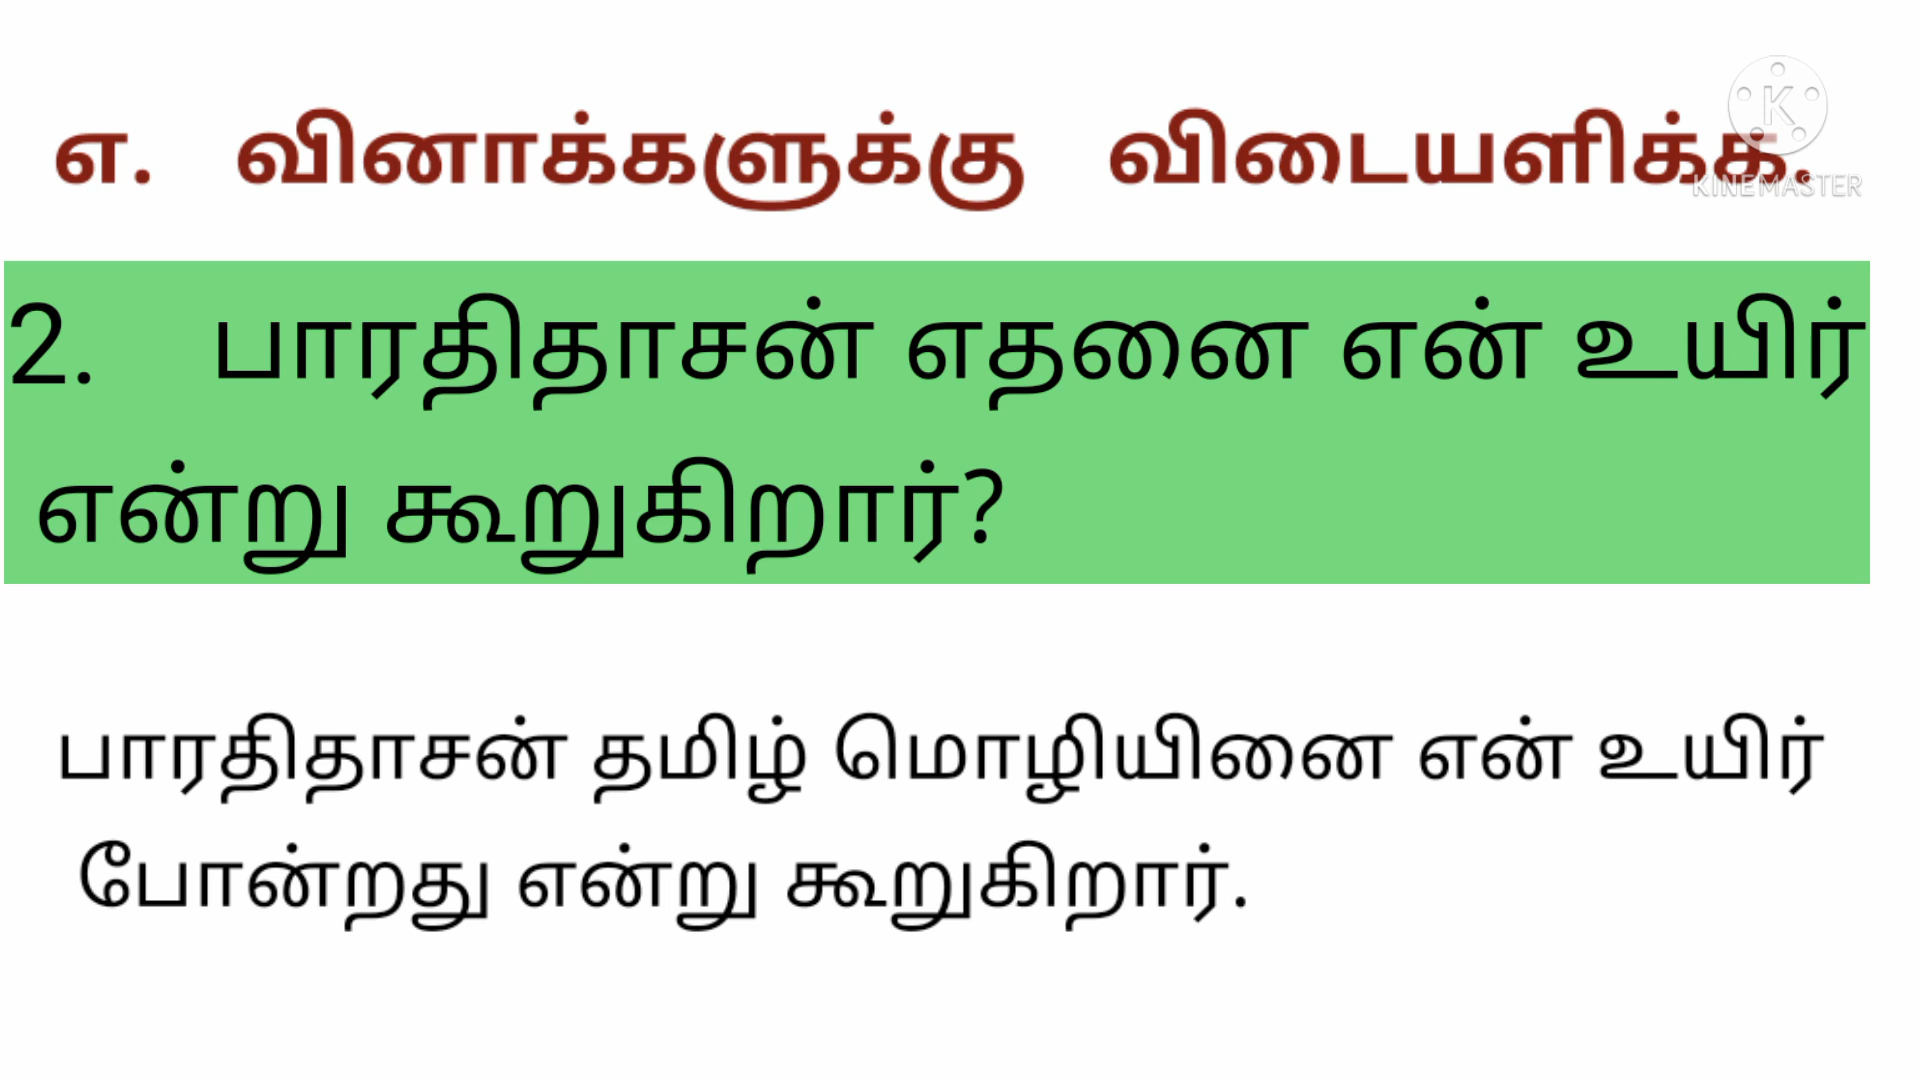 எ. வினாக்களுக்கு விடையளிக்க.
K
KINEMASTER
2. பாரதிதாசன் எதனை என் உயிர்
என்று கூறுகிறார்?
பாரதிதாசன் தமிழ் மொழியினை என் உயிர்
போன்றது என்று கூறுகிறார்.